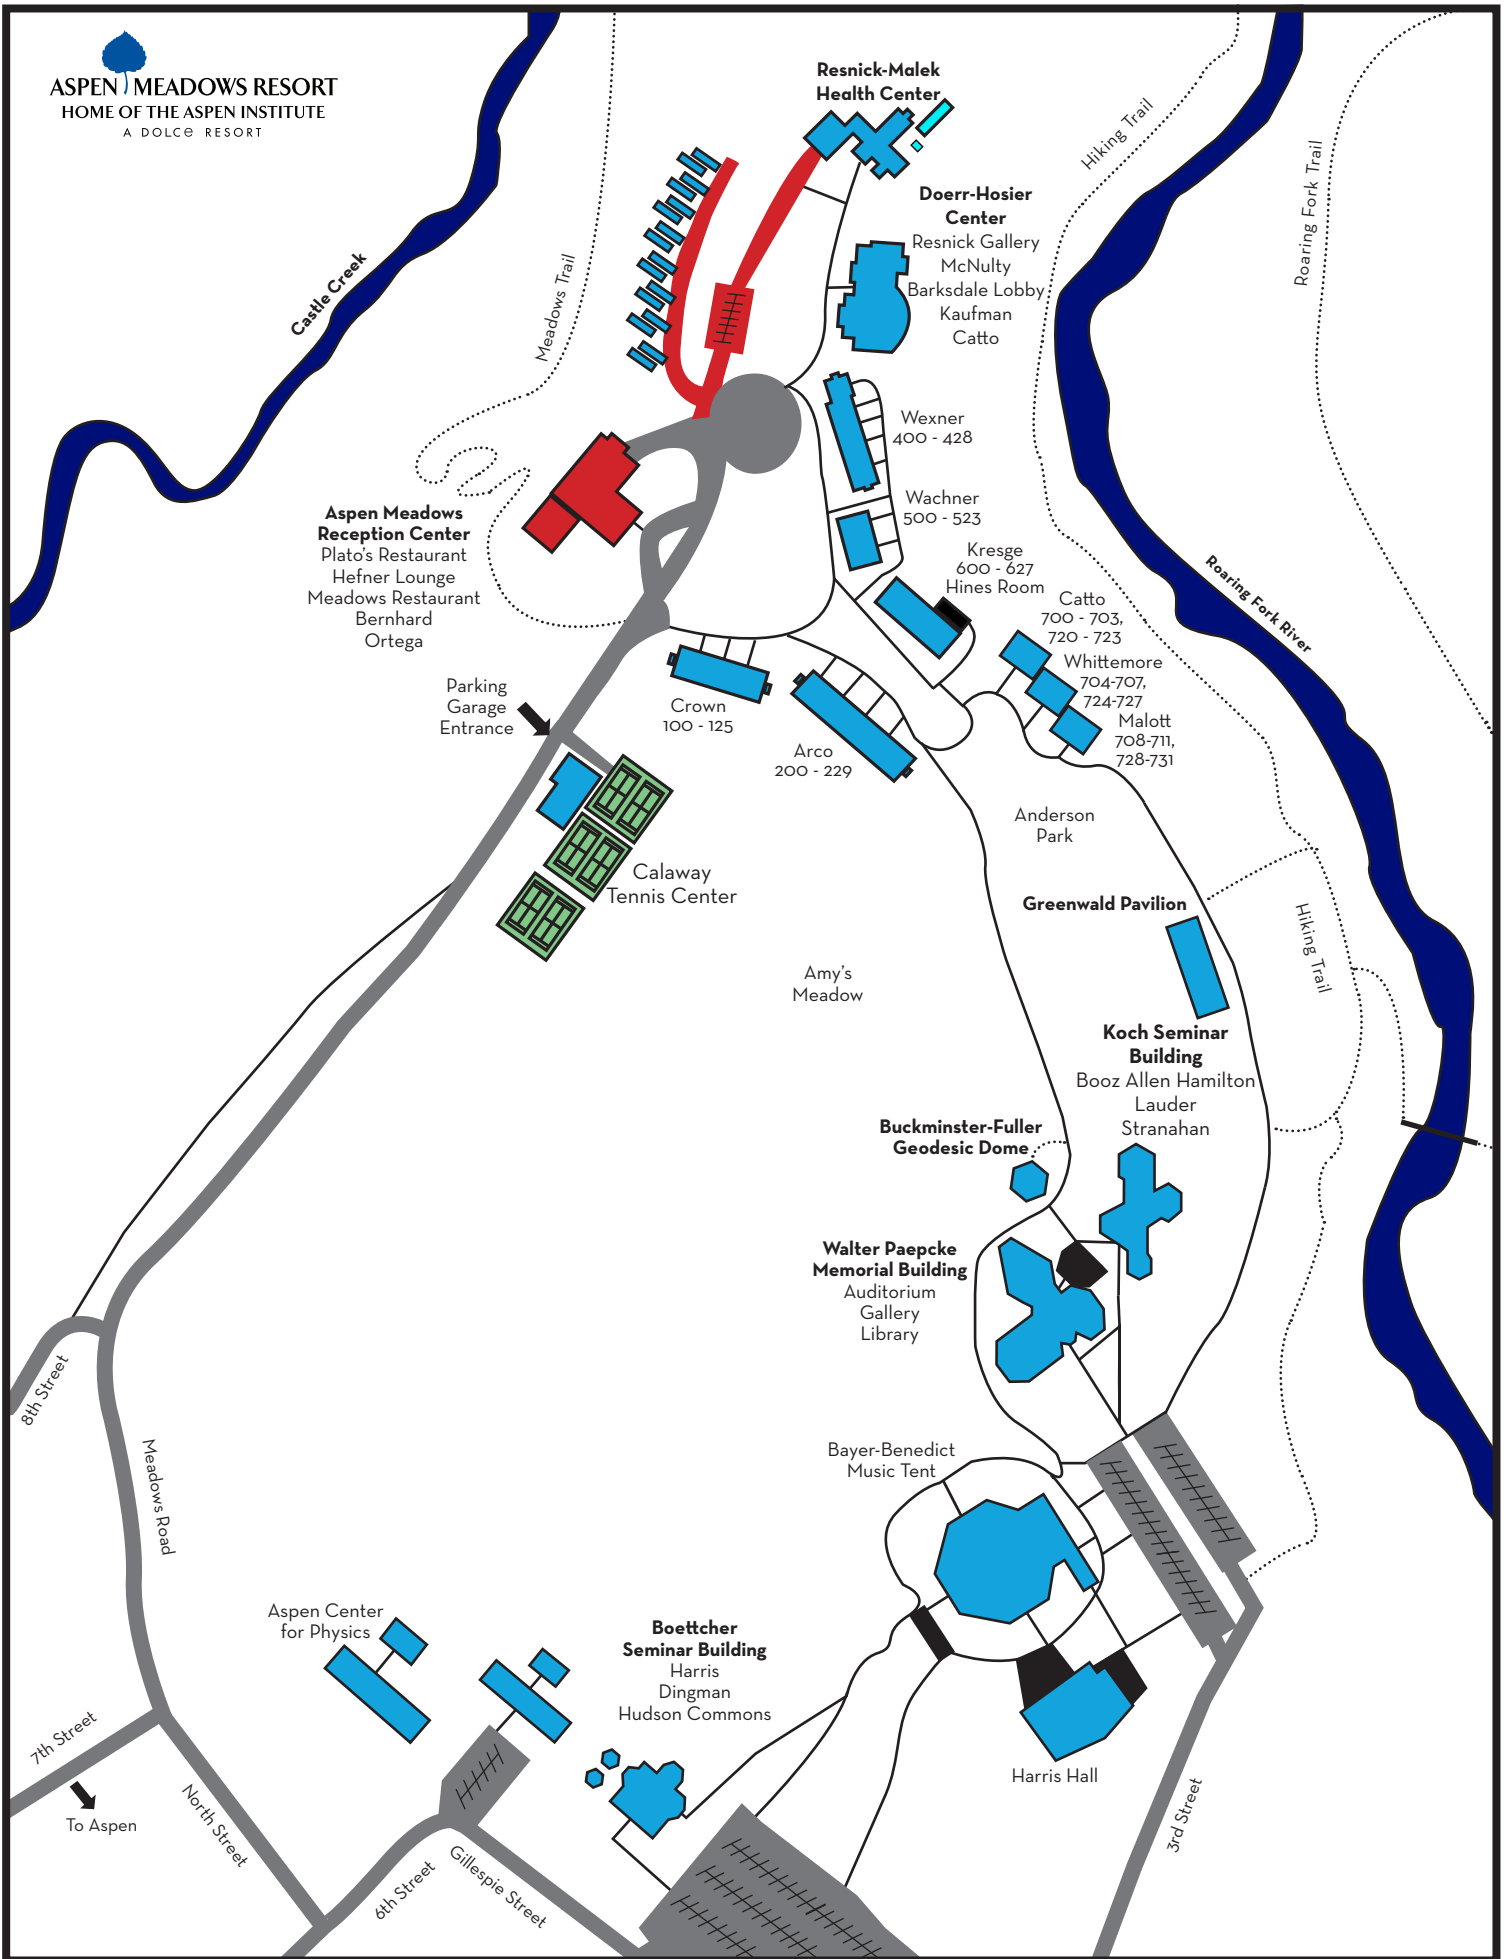 ASPEN MEADOWS RESORT
HOME OF THE ASPEN INSTITUTE
A DOLCe RESORT
Resnick-Malek
Health Center
Hiking Trail
Roaring Fork Trail
Doerr-Hosier
Center
Resnick Gallery
McNulty
Barksdale Lobby
Kaufman
Catto
Castle Creek
Meadows Trail
Wexner
400 - 428
Wachner
500 - 523
Kresge
600 - 627
Hines Room
Aspen Meadows
Reception Center
Plato's Restaurant
Hefner Lounge
Meadows Restaurant
Bernhard
Ortega
Catto
700 - 703,
720 - 723
Whittemore
704-707,
724-727
Malott
708-711,
728-731
Roaring Fork River
Parking
Garage
Entrance
Crown
100 - 125
Arco
200 - 229
Anderson
Park
Calaway
Tennis Center
Greenwald Pavilion
Hiking Trail
Amy's
Meadow
Koch Seminar
Building
Booz Allen Hamilton
Lauder
Stranahan
Buckminster-Fuller
Geodesic Dome
Walter Paepcke
Memorial Building
Auditorium
Gallery
Library
8th Street
Meadows Road
Bayer-Benedict
Music Tent
Aspen Center
for Physics
Boettcher
Seminar Building
Harris
Dingman
Hudson Commons
7th Street
To Aspen
North Street
6th Street
Gillespie Street
Harris Hall
3rd Street